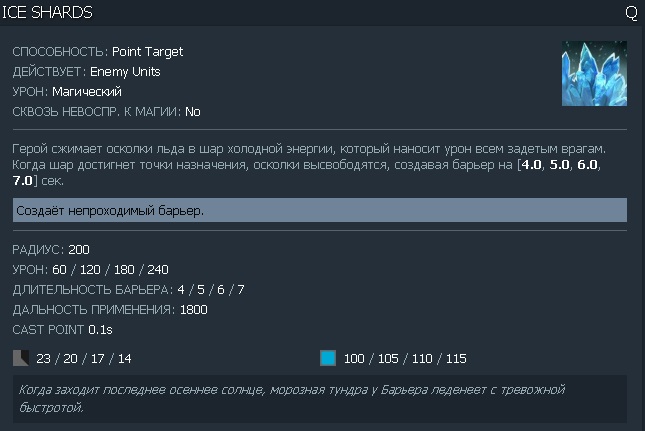 ICE SHARDS Q
СПОСОБНОСТЬ: Point Target
ДЕЙСТВУЕТ: Enemy Units
УРОН: Магический
СКВОЗЬ НЕВОСПР. К МАГИИ: No
Герой сжимает осколки льда в шар холодной энергии, который наносит урон всем задетым врагам.
Когда шар достигнет точки назначения, осколки высвободятся, создавая барьер на [4.0, 5.0, 6.0,
7.0] сек.
Создаёт непроходимый барьер.
РАДИУС: 200
УРОН: 60 / 120 / 180 / 240
ДЛИТЕЛЬНОСТЬ БАРЬЕРА: 4 / 5 / 6 / 7
ДАЛЬНОСТЬ ПРИМЕНЕНИЯ: 1800
CAST POINT 0.1s
23 / 20 / 17 / 14 100 / 105 / 110 / 115
Когда заходит последнее осеннее солнце, морозная тундра у Барьера леденеет с тревожной
быстротой.